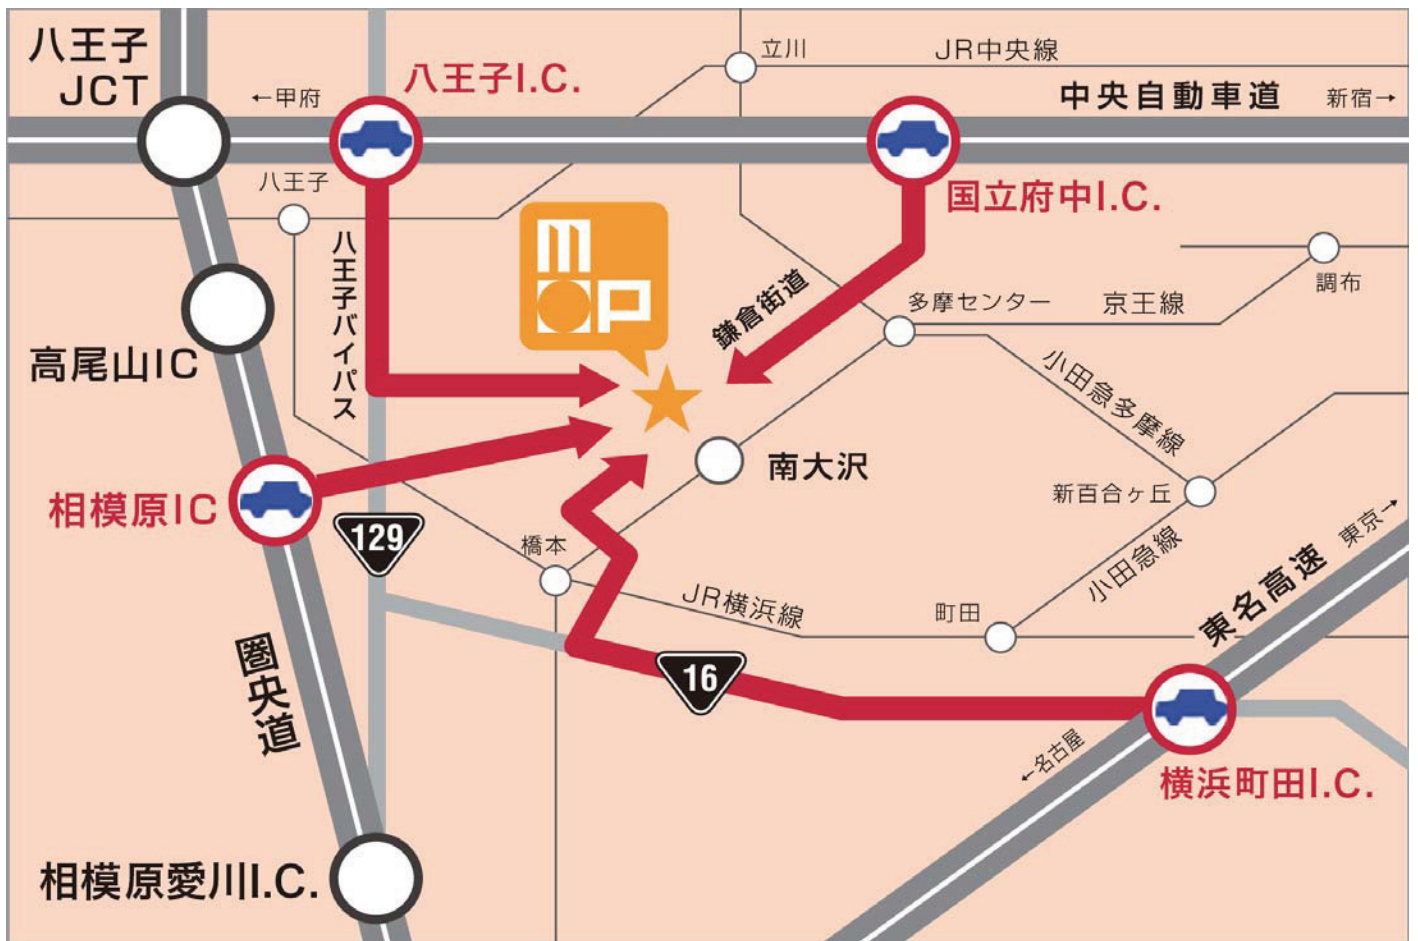 八王子
JCT
←甲府
八王子I.C.
立川
JR中央線
中央自動車道
新宿→
八王子
国立府中I.C.
八王子バイパス
mop
鎌倉街道
多摩センター
京王線
調布
高尾山IC
小田急多摩線
南大沢
相模原IC
129
新百合ヶ丘
橋本
小田急線
東京→
東名高速
JR横浜線
町田
圏央道
16
←名古屋
横浜町田I.C.
相模原愛川I.C.